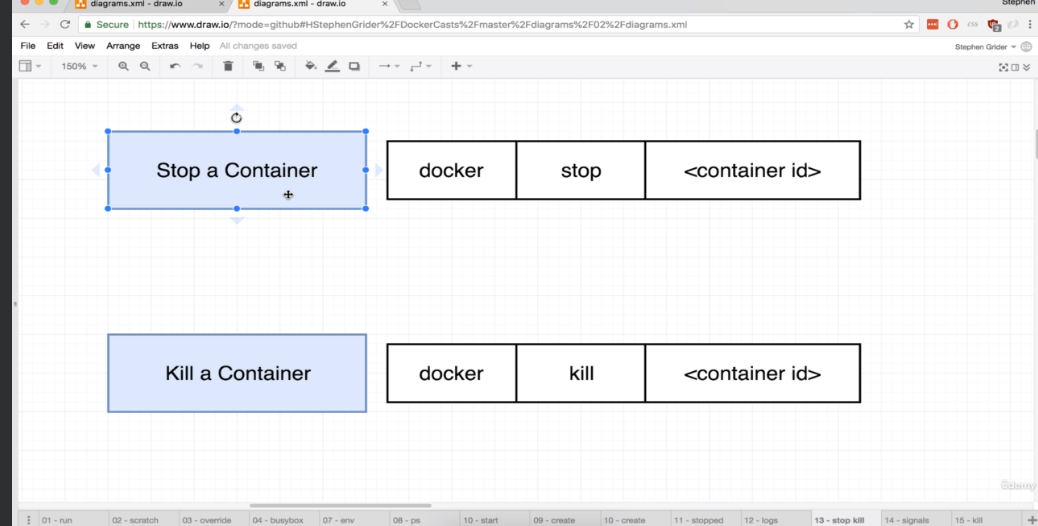 diagrams.xml - draw.io × diagrams.xml - draw.io × Stephen
Secure https://www.draw.io/?mode=github#HStephenGrider%2FDockerCasts%2Fmaster%2Fdiagrams%2F02%2Fdiagrams.xml
File Edit View Arrange Extras Help All changes saved Stephen Grider
150%
Stop a Container docker stop <container id>
Kill a Container docker kill <container id>
01 - run 02 - scratch 03 - override 04 - busybox 07 - env 08 - ps 10 - start 09 - create 10 - create 11 - stopped 12 - logs 13 - stop kill 14 - signals 15 - kill